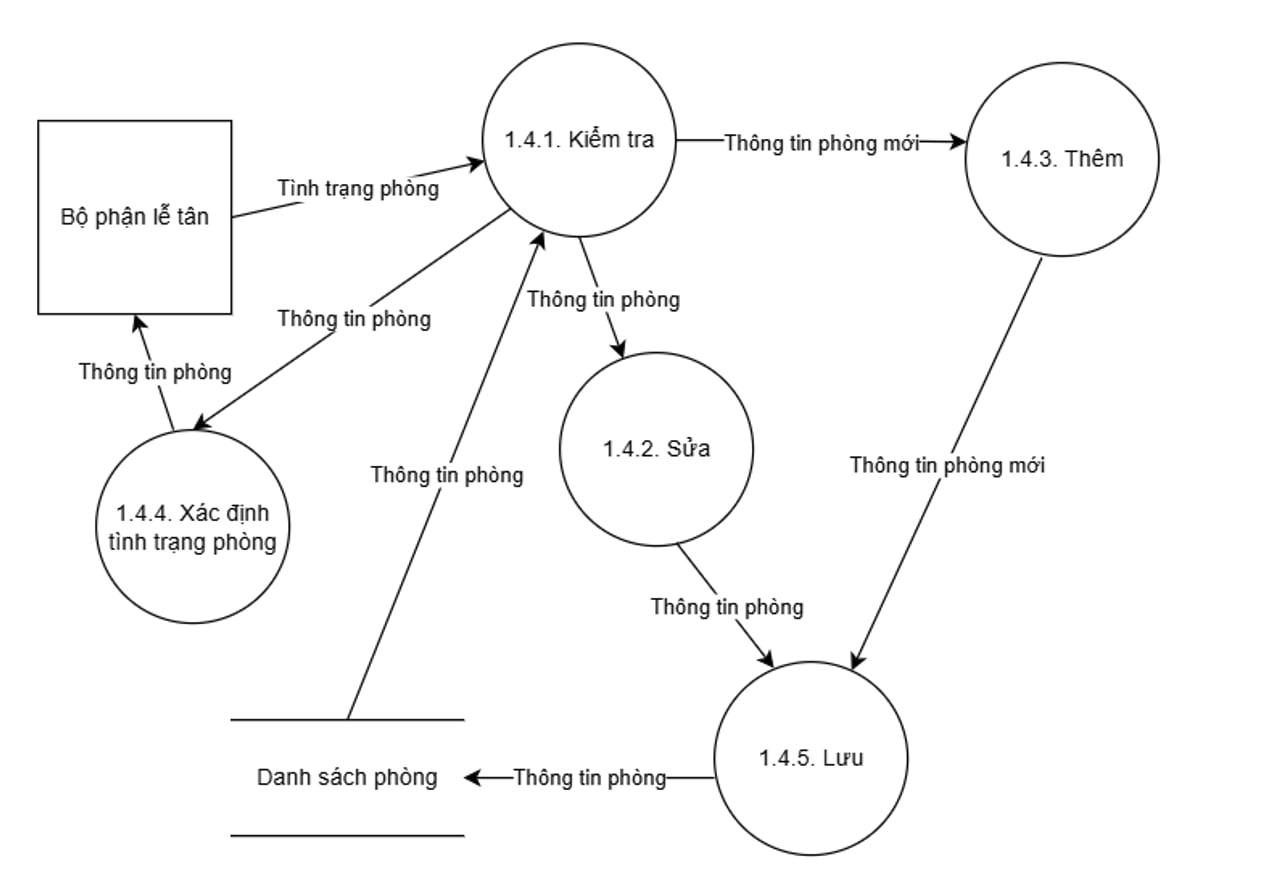 1.4.1. Kiểm tra
Thông tin phòng mới
1.4.3. Thêm
Tình trạng phòng
Bộ phận lễ tân
Thông tin phòng
Thông tin phòng
Thông tin phòng
1.4.2. Sửa
Thông tin phòng mới
Thông tin phòng
1.4.4. Xác định
tình trạng phòng
Thông tin phòng
1.4.5. Lưu
Danh sách phòng
Thông tin phòng